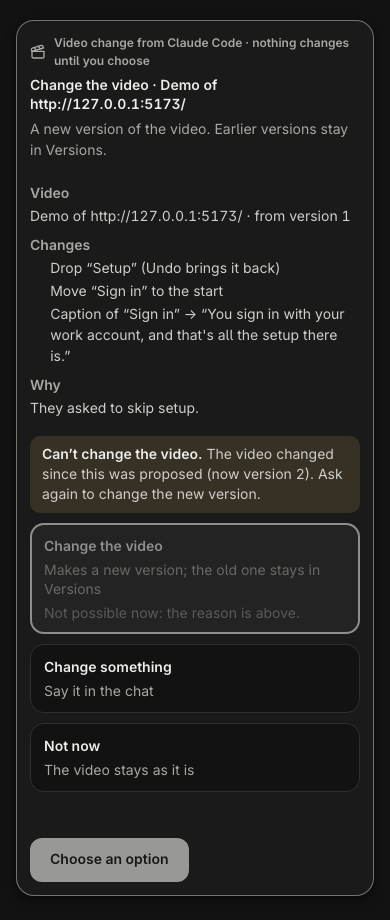 Video change from Claude Code · nothing changes
until you choose
Change the video · Demo of
http://127.0.0.1:5173/
A new version of the video. Earlier versions stay
in Versions.
Video
Demo of http://127.0.0.1:5173/ · from version 1
Changes
Drop “Setup” (Undo brings it back)
Move “Sign in” to the start
Caption of “Sign in” → “You sign in with your
work account, and that's all the setup there
is.”
Why
They asked to skip setup.
Can’t change the video. The video changed
since this was proposed (now version 2). Ask
again to change the new version.
Change the video
Makes a new version; the old one stays in
Versions
Not possible now: the reason is above.
Change something
Say it in the chat
Not now
The video stays as it is
Choose an option